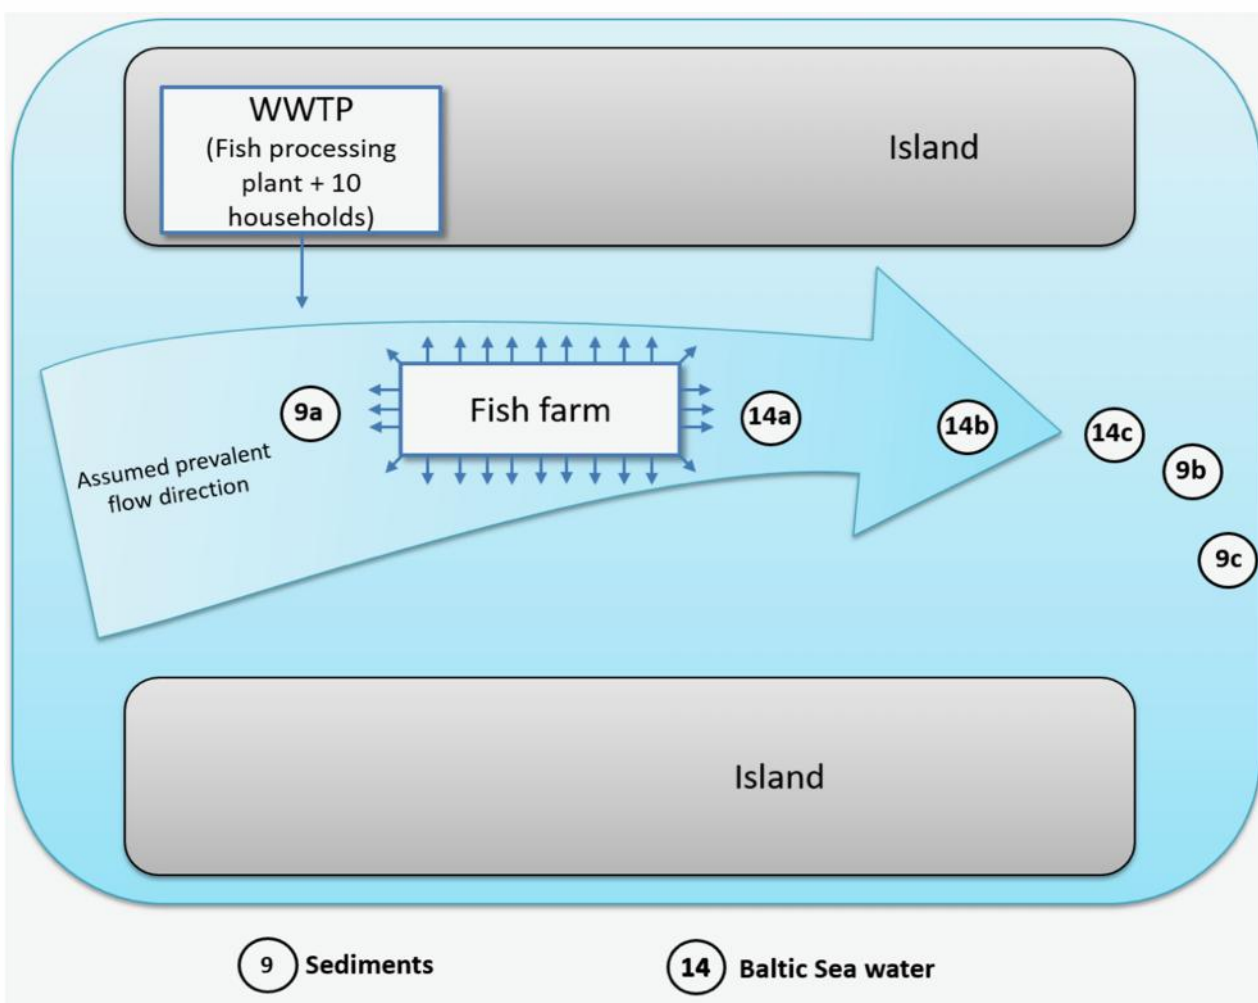 WWTP
(Fish processing
plant + 10
households)
Island
9a
Fish farm
14a
14b
14c
9b
9c
Assumed prevalent
flow direction
Island
9 Sediments
14 Baltic Sea water